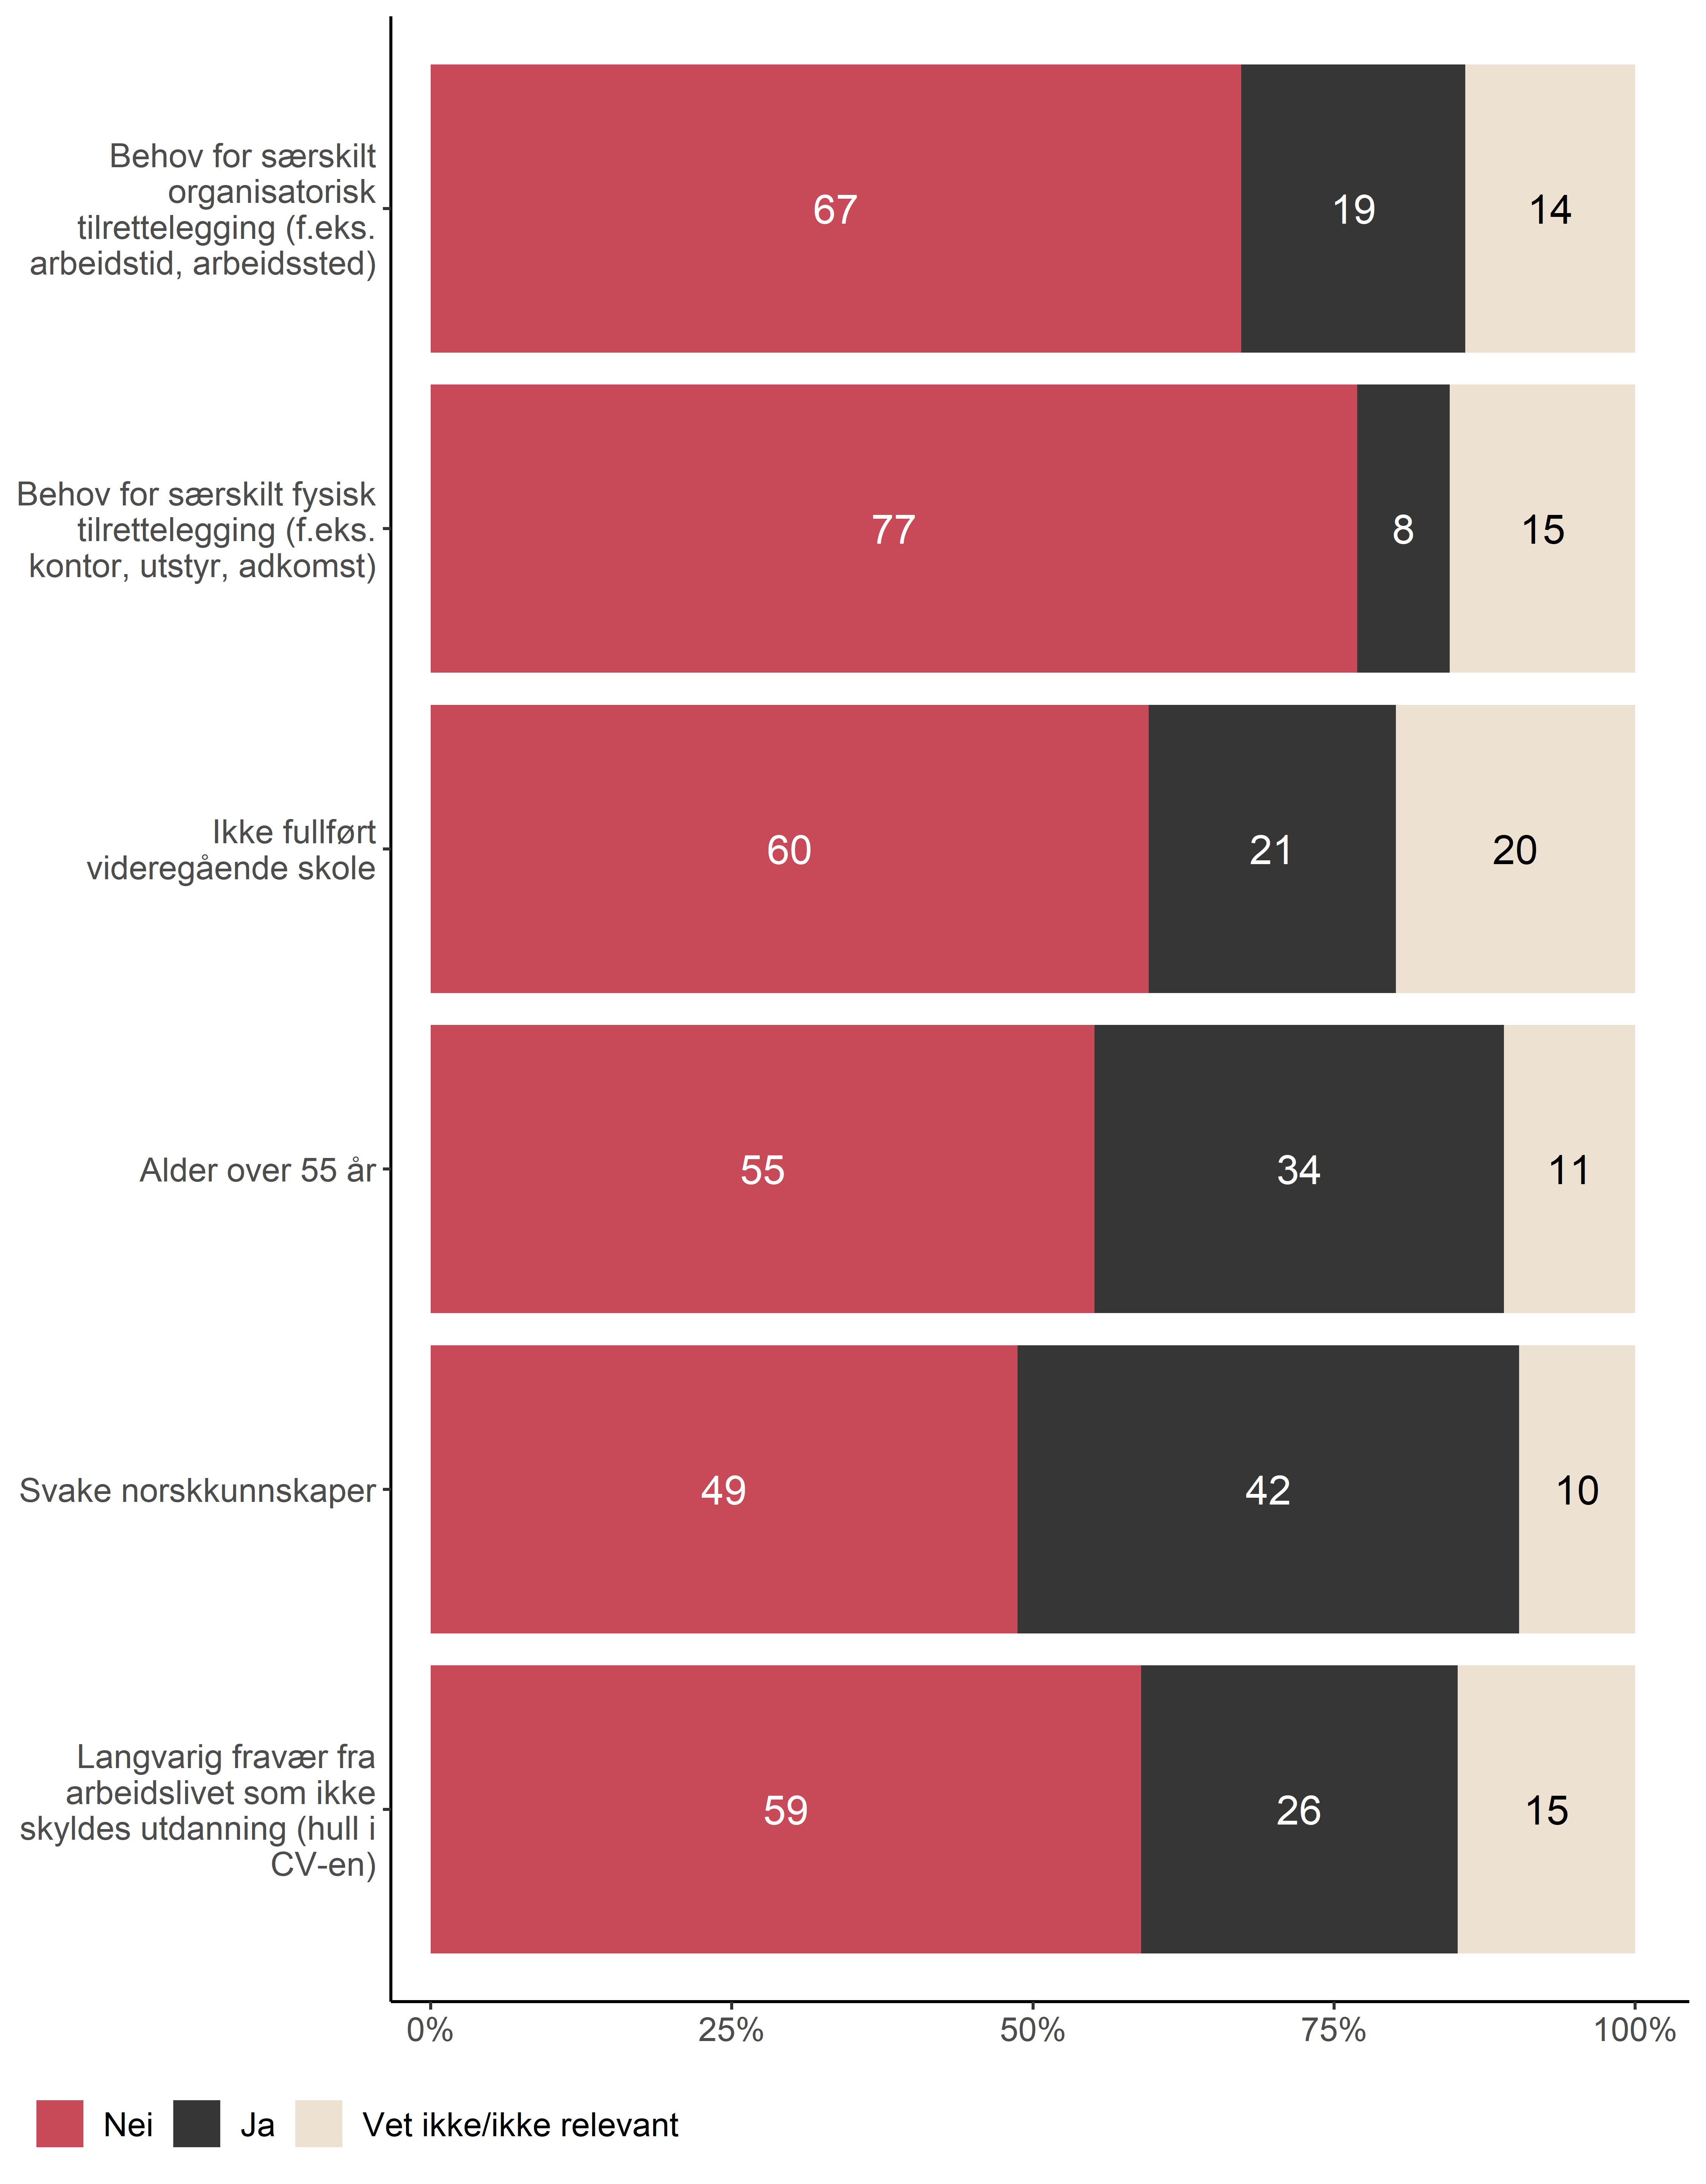 Behov for særskilt
organisatorisk
tilrettelegging (f.eks.
arbeidstid, arbeidssted)
67 19 14
Behov for særskilt fysisk
tilrettelegging (f.eks.
kontor, utstyr, adkomst)
77 8 15
Ikke fullført
videregående skole
60 21 20
Alder over 55 år
55 34 11
Svake norskkunnskaper
49 42 10
Langvarig fravær fra
arbeidslivet som ikke
skyldes utdanning (hull i
CV-en)
59 26 15
0% 25% 50% 75% 100%
Nei Ja Vet ikke/ikke relevant